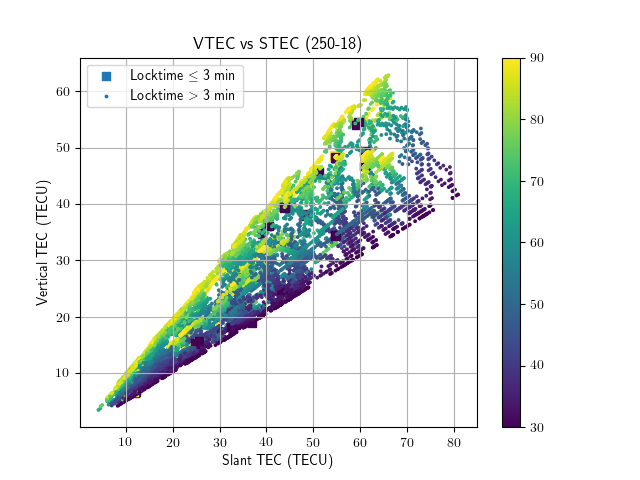 VTEC vs STEC (250-18)
Locktime ≤ 3 min
Locktime > 3 min
60
50
40
30
20
10
Vertical TEC (TECU)
10 20 30 40 50 60 70 80
Slant TEC (TECU)
90
80
70
60
50
40
30